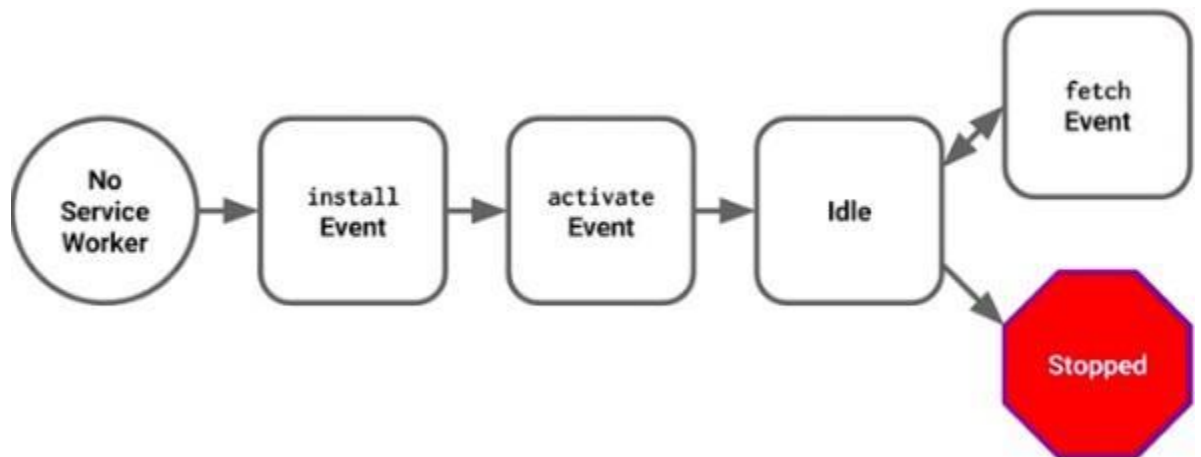 No
Service
Worker
install
Event
activate
Event
Idle
fetch
Event
Stopped